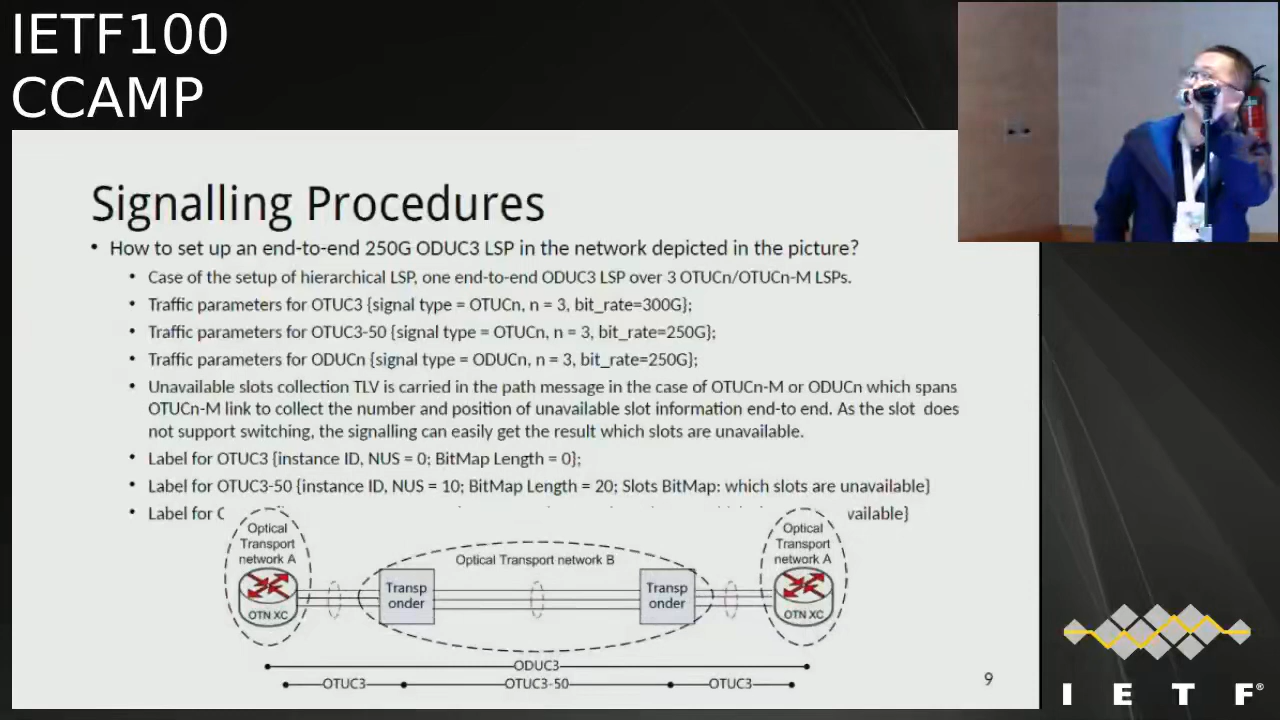 IETF100
CCAMP
Signalling Procedures
• How to set up an end-to-end 250G ODUC3 LSP in the network depicted in the picture?
• Case of the setup of hierarchical LSP, one end-to-end ODUC3 LSP over 3 OTUCn/OTUCn-M LSPs.
• Traffic parameters for OTUC3 {signal type = OTUCn, n = 3, bit_rate=300G};
• Traffic parameters for OTUC3-50 {signal type = OTUCn, n = 3, bit_rate=250G};
• Traffic parameters for ODUCn {signal type = ODUCn, n = 3, bit_rate=250G};
• Unavailable slots collection TLV is carried in the path message in the case of OTUCn-M or ODUCn which spans
OTUCn-M link to collect the number and position of unavailable slot information end-to end. As the slot does
not support switching, the signalling can easily get the result which slots are unavailable.
• Label for OTUC3 {instance ID, NUS = 0; BitMap Length = 0};
• Label for OTUC3-50 {instance ID, NUS = 10; BitMap Length = 20; Slots BitMap: which slots are unavailable}
• Label for
Optical
Transport
network A
OTN XC
Optical Transport network B
Transp
onder
Transp
onder
Optical
Transport
network A
OTN XC
ODUC3
OTUC3 OTUC3-50 OTUC3
9
I E T F®